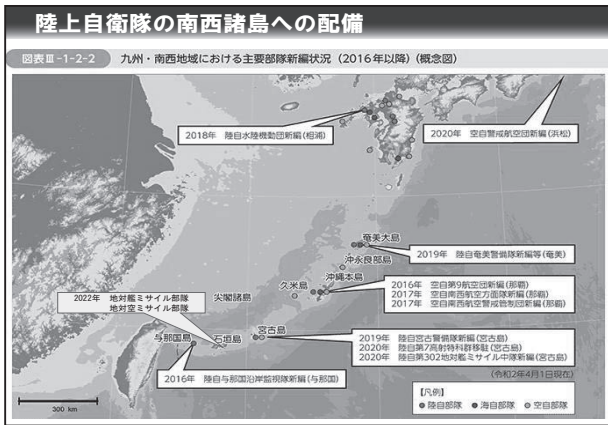 陸上自衛隊の南西諸島への配備
図表Ⅲ-1-2-2 九州・南西地域における主要部隊新編状況（2016年以降）（概念図）
2018年 陸自水陸機動団新編（相浦）
2020年 空自警戒航空団新編（浜松）
奄美大島
2019年 陸自奄美警備隊新編等（奄美）
沖永良部島
沖縄本島
久米島
2016年 空自第9航空団新編（那覇）
2017年 空自南西航空方面隊新編（那覇）
2017年 空自南西航空警戒管制団新編（那覇）
尖閣諸島
2022年 地対艦ミサイル部隊
地対空ミサイル部隊
与那国島
石垣島
宮古島
2019年 陸自宮古警備隊新編（宮古島）
2020年 陸自第7高射特科群移駐（宮古島）
2020年 陸自第302地対艦ミサイル中隊新編（宮古島）
2016年 陸自与那国沿岸監視隊新編（与那国）
（令和2年4月1日現在）
【凡例】
陸自部隊 海自部隊 空自部隊
300 km